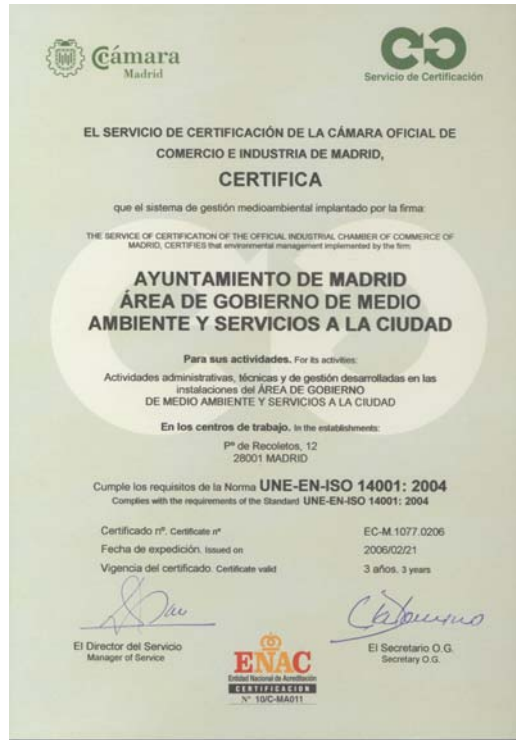 Cámara
Madrid
Servicio de Certificación
EL SERVICIO DE CERTIFICACIÓN DE LA CÁMARA OFICIAL DE
COMERCIO E INDUSTRIA DE MADRID,
CERTIFICA
que el sistema de gestión medioambiental implantado por la firma:
THE SERVICE OF CERTIFICATION OF THE OFFICIAL INDUSTRIAL CHAMBER OF COMMERCE OF
MADRID, CERTIFIES that environmental management implemented by the firm:
AYUNTAMIENTO DE MADRID
ÁREA DE GOBIERNO DE MEDIO
AMBIENTE Y SERVICIOS A LA CIUDAD
Para sus actividades. For its activities:
Actividades administrativas, técnicas y de gestión desarrolladas en las
instalaciones del ÁREA DE GOBIERNO
DE MEDIO AMBIENTE Y SERVICIOS A LA CIUDAD
En los centros de trabajo. In the establishments:
Pº de Recoletos, 12
28001 MADRID
Cumple los requisitos de la Norma UNE-EN-ISO 14001: 2004
Complies with the requirements of the Standard UNE-EN-ISO 14001: 2004
Certificado nº. Certificate nº EC-M.1077.0206
Fecha de expedición. Issued on 2006/02/21
Vigencia del certificado. Certificate valid 3 años. 3 years
El Director del Servicio
Manager of Service
El Secretario O.G.
Secretary O.G.
ENAC
Entidad Nacional de Acreditación
CERTIFICACIÓN
Nº 10/C-MA011